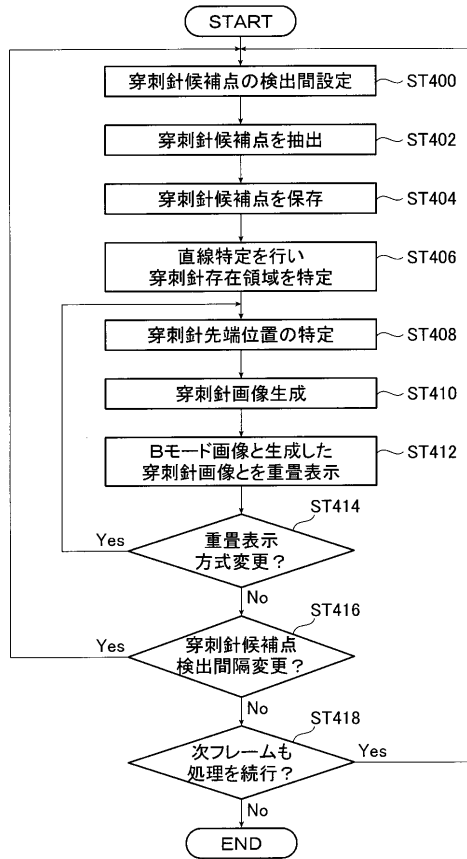 START
穿刺針候補点の検出間設定
ST400
穿刺針候補点を抽出
ST402
穿刺針候補点を保存
ST404
直線特定を行い
穿刺針存在領域を特定
ST406
穿刺針先端位置の特定
ST408
穿刺針画像生成
ST410
Bモード画像と生成した
穿刺針画像とを重畳表示
ST412
ST414
Yes
重畳表示
方式変更？
No
ST416
Yes
穿刺針候補点
検出間隔変更？
No
ST418
次フレームも
処理を続行？
Yes
No
END